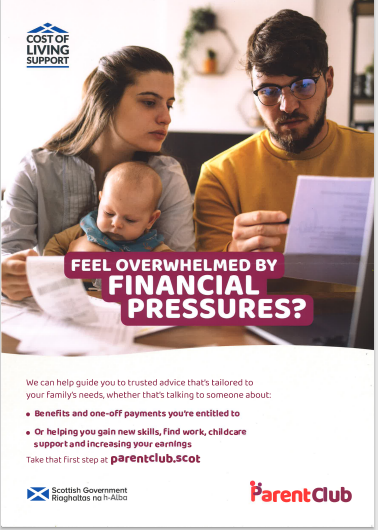 COST OF
LIVING
SUPPORT
FEEL OVERWHELMED BY
FINANCIAL
PRESSURES?
We can help guide you to trusted advice that's tailored to
your family's needs, whether that's talking to someone about:
• Benefits and one-off payments you're entitled to
• Or helping you gain new skills, find work, childcare
support and increasing your earnings
Take that first step at parentclub.scot
Scottish Government
Riaghaltas na h-Alba
ParentClub